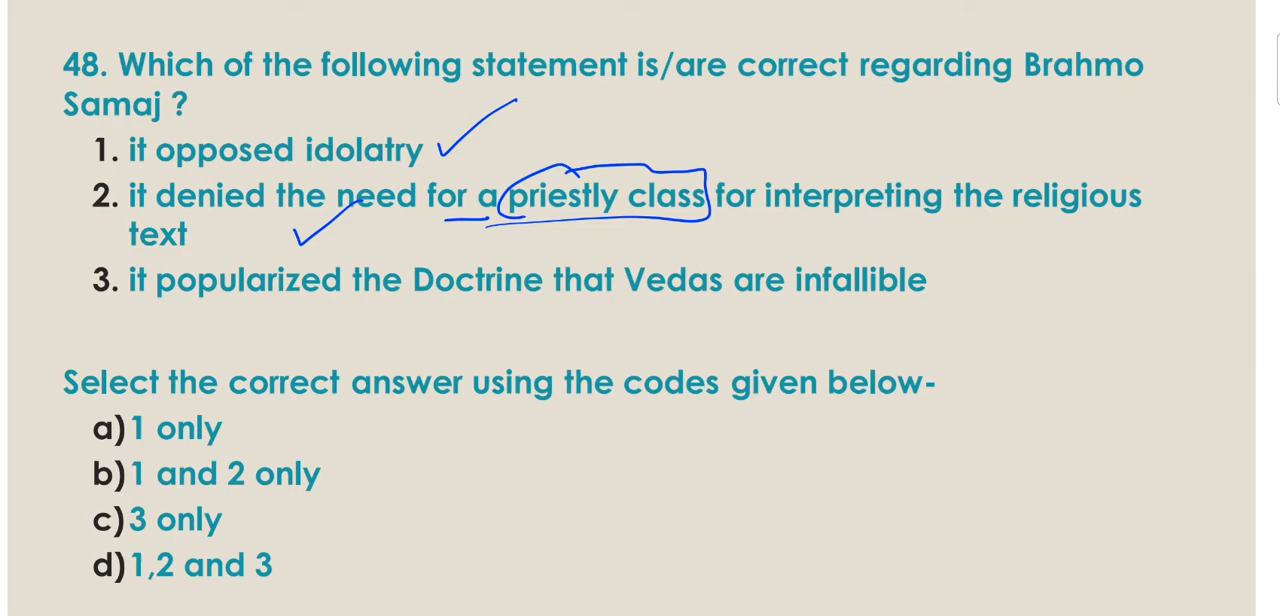 48. Which of the following statement is/are correct regarding Brahmo
Samaj ?
1. it opposed idolatry
2. it denied the need for a priestly class for interpreting the religious
text
3. it popularized the Doctrine that Vedas are infallible
Select the correct answer using the codes given below-
a) 1 only
b) 1 and 2 only
c) 3 only
d) 1,2 and 3